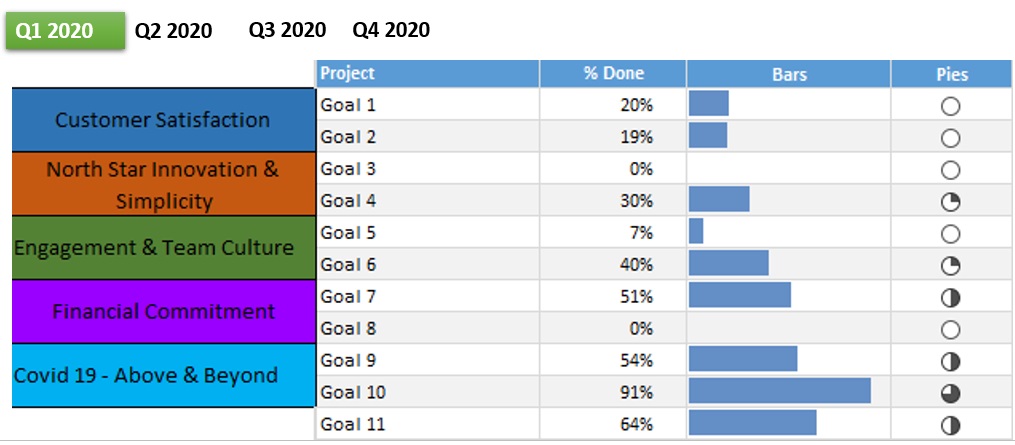 Q1 2020 Q2 2020 Q3 2020 Q4 2020
Project % Done Bars Pies
Customer Satisfaction
Goal 1 20%
Goal 2 19%
North Star Innovation &
Simplicity
Goal 3 0%
Goal 4 30%
Engagement & Team Culture
Goal 5 7%
Goal 6 40%
Financial Commitment
Goal 7 51%
Goal 8 0%
Covid 19 - Above & Beyond
Goal 9 54%
Goal 10 91%
Goal 11 64%